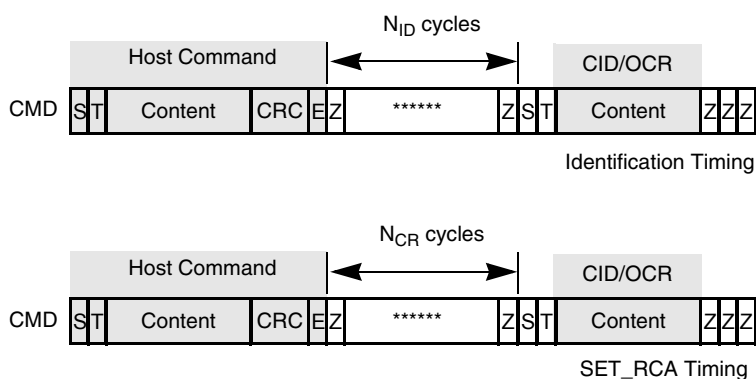 N_ID cycles
Host Command CID/OCR
CMD S T Content CRC E Z ****** Z S T Content Z Z Z
Identification Timing
N_CR cycles
Host Command CID/OCR
CMD S T Content CRC E Z ****** Z S T Content Z Z Z
SET_RCA Timing